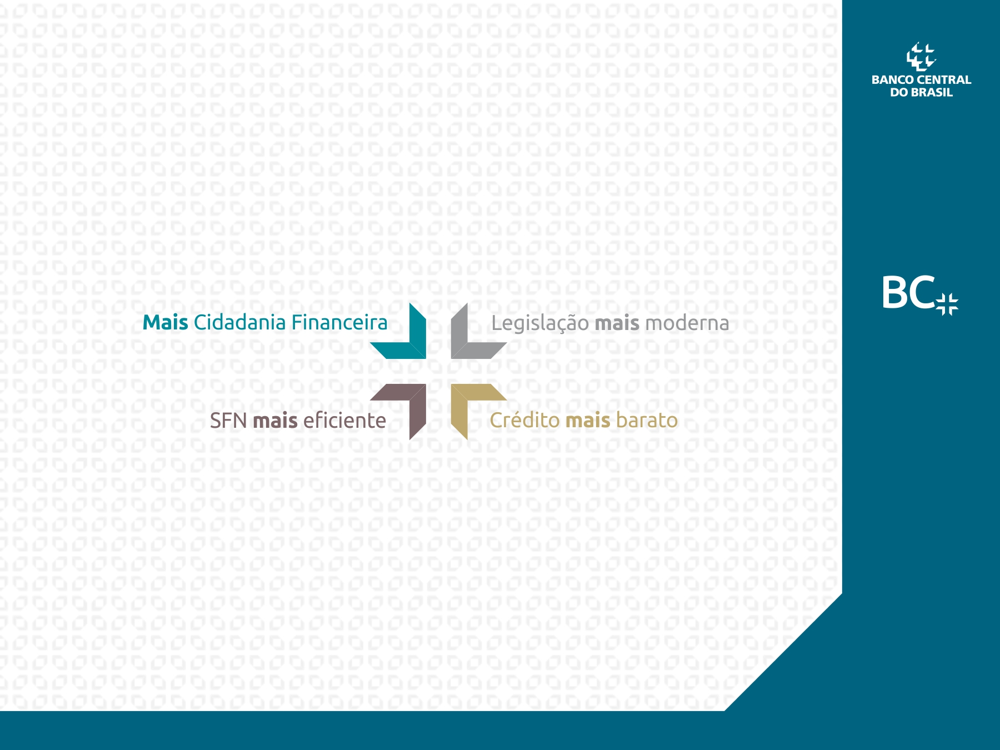 BANCO CENTRAL
DO BRASIL
BC
Mais Cidadania Financeira
Legislação mais moderna
SFN mais eficiente
Crédito mais barato